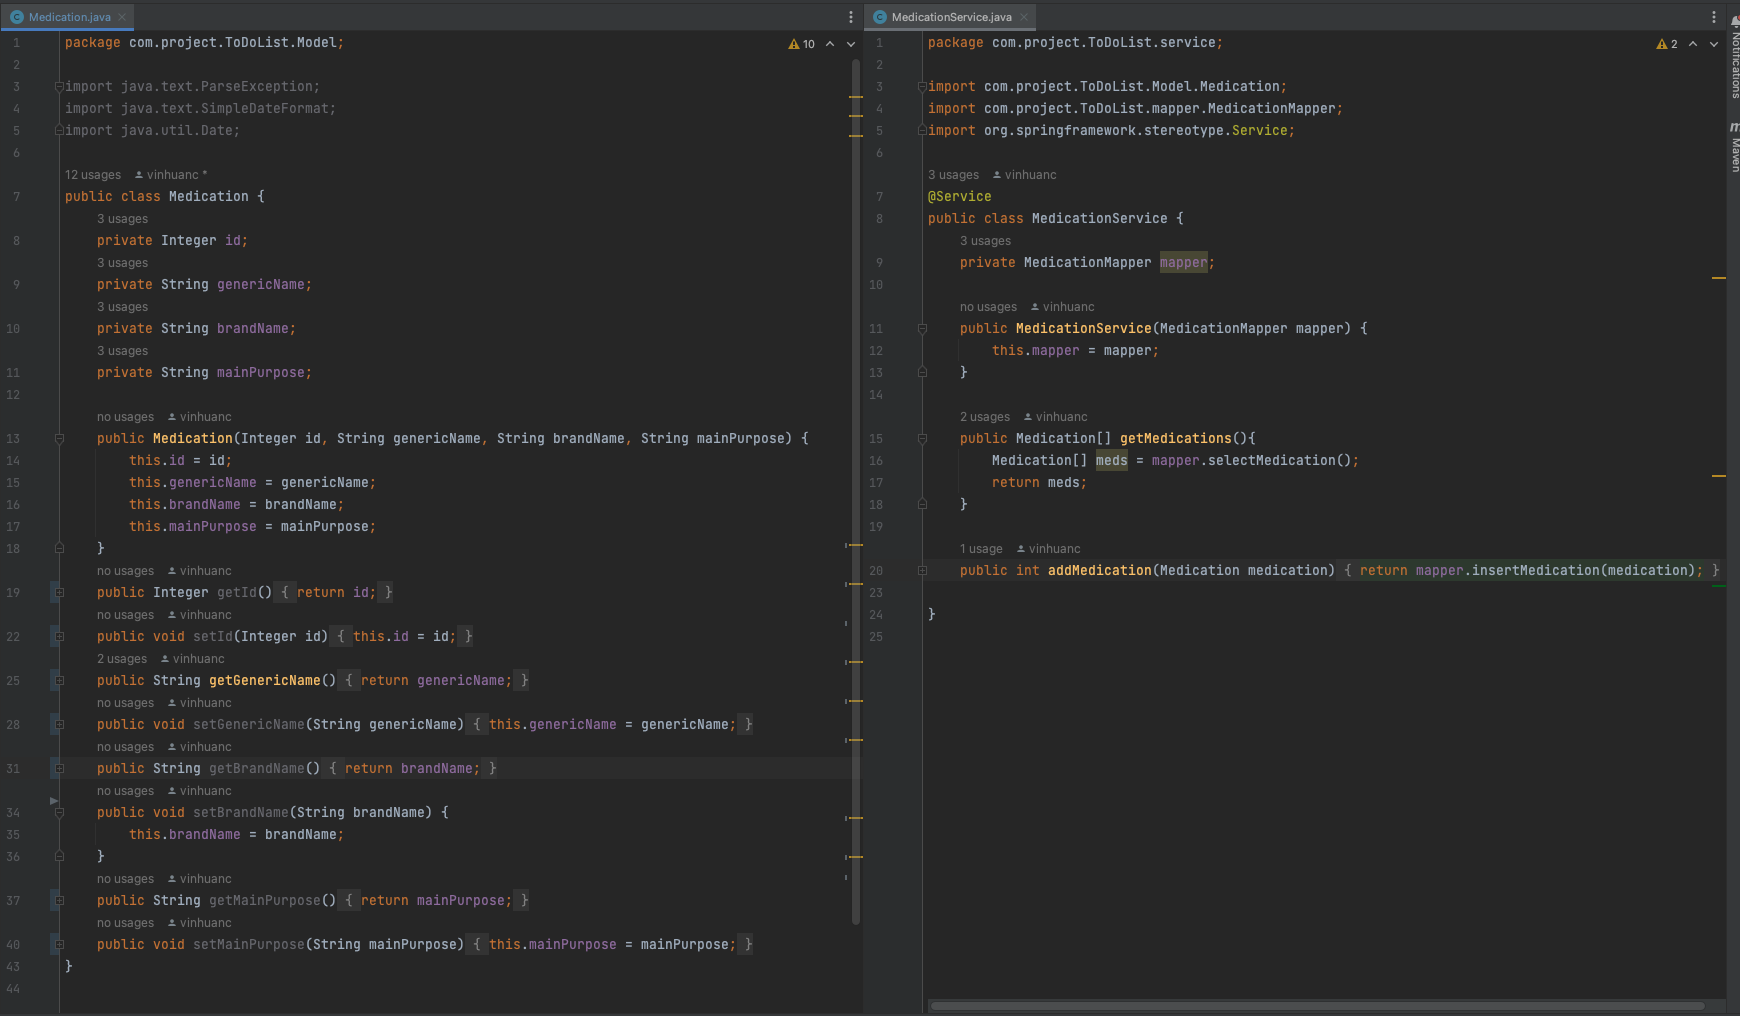 Medication.java
1 package com.project.ToDoList.Model;
10
2
3 import java.text.ParseException;
4 import java.text.SimpleDateFormat;
5 import java.util.Date;
6
12 usages vinhuanc *
7 public class Medication {
3 usages
8 private Integer id;
3 usages
9 private String genericName;
3 usages
10 private String brandName;
3 usages
11 private String mainPurpose;
12
no usages vinhuanc
13 public Medication(Integer id, String genericName, String brandName, String mainPurpose) {
14 this.id = id;
15 this.genericName = genericName;
16 this.brandName = brandName;
17 this.mainPurpose = mainPurpose;
18 }
no usages vinhuanc
19 public Integer getId() { return id; }
no usages vinhuanc
22 public void setId(Integer id) { this.id = id; }
2 usages vinhuanc
25 public String getGenericName() { return genericName; }
no usages vinhuanc
28 public void setGenericName(String genericName) { this.genericName = genericName; }
no usages vinhuanc
31 public String getBrandName() { return brandName; }
no usages vinhuanc
34 public void setBrandName(String brandName) {
35 this.brandName = brandName;
36 }
no usages vinhuanc
37 public String getMainPurpose() { return mainPurpose; }
no usages vinhuanc
40 public void setMainPurpose(String mainPurpose) { this.mainPurpose = mainPurpose; }
43 }
44
MedicationService.java
1 package com.project.ToDoList.service;
2
2
3 import com.project.ToDoList.Model.Medication;
4 import com.project.ToDoList.mapper.MedicationMapper;
5 import org.springframework.stereotype.Service;
6
3 usages vinhuanc
7 @Service
8 public class MedicationService {
3 usages
9 private MedicationMapper mapper;
10
no usages vinhuanc
11 public MedicationService(MedicationMapper mapper) {
12 this.mapper = mapper;
13 }
14
2 usages vinhuanc
15 public Medication[] getMedications(){
16 Medication[] meds = mapper.selectMedication();
17 return meds;
18 }
19
1 usage vinhuanc
20 public int addMedication(Medication medication) { return mapper.insertMedication(medication); }
23
24 }
25
Notifications
m
Maven